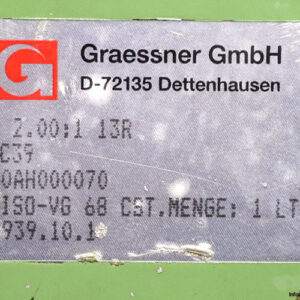 G
Graessner GmbH
D-72135 Dettenhausen
2.00:1 13R
C39
0AH000070
ISO-VG 68 CST.MENGE: 1 LT
939.10.1